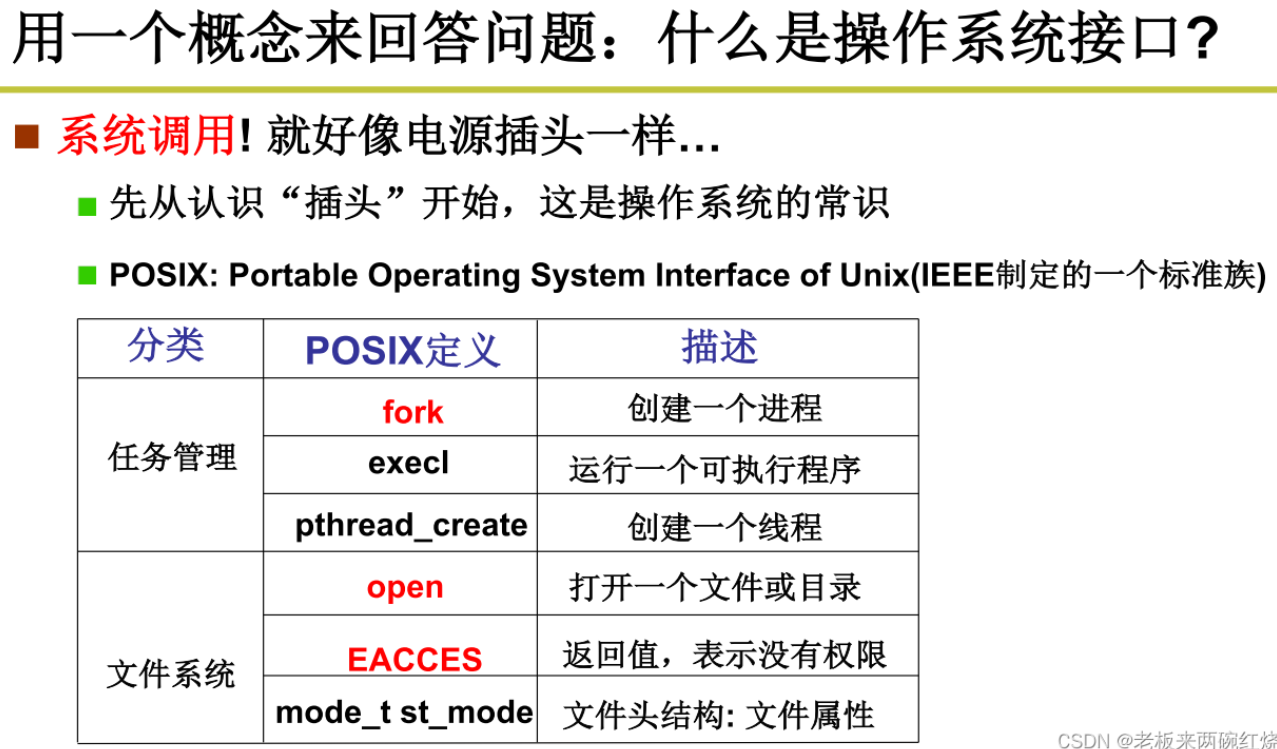 用一个概念来回答问题：什么是操作系统接口?
系统调用! 就好像电源插头一样...
先从认识“插头”开始，这是操作系统的常识
POSIX: Portable Operating System Interface of Unix(IEEE制定的一个标准族)
分类 POSIX定义 描述
任务管理
fork 创建一个进程
execl 运行一个可执行程序
pthread_create 创建一个线程
文件系统
open 打开一个文件或目录
EACCES 返回值，表示没有权限
mode_t st_mode 文件头结构: 文件属性
CSDN @老板来两碗红烧